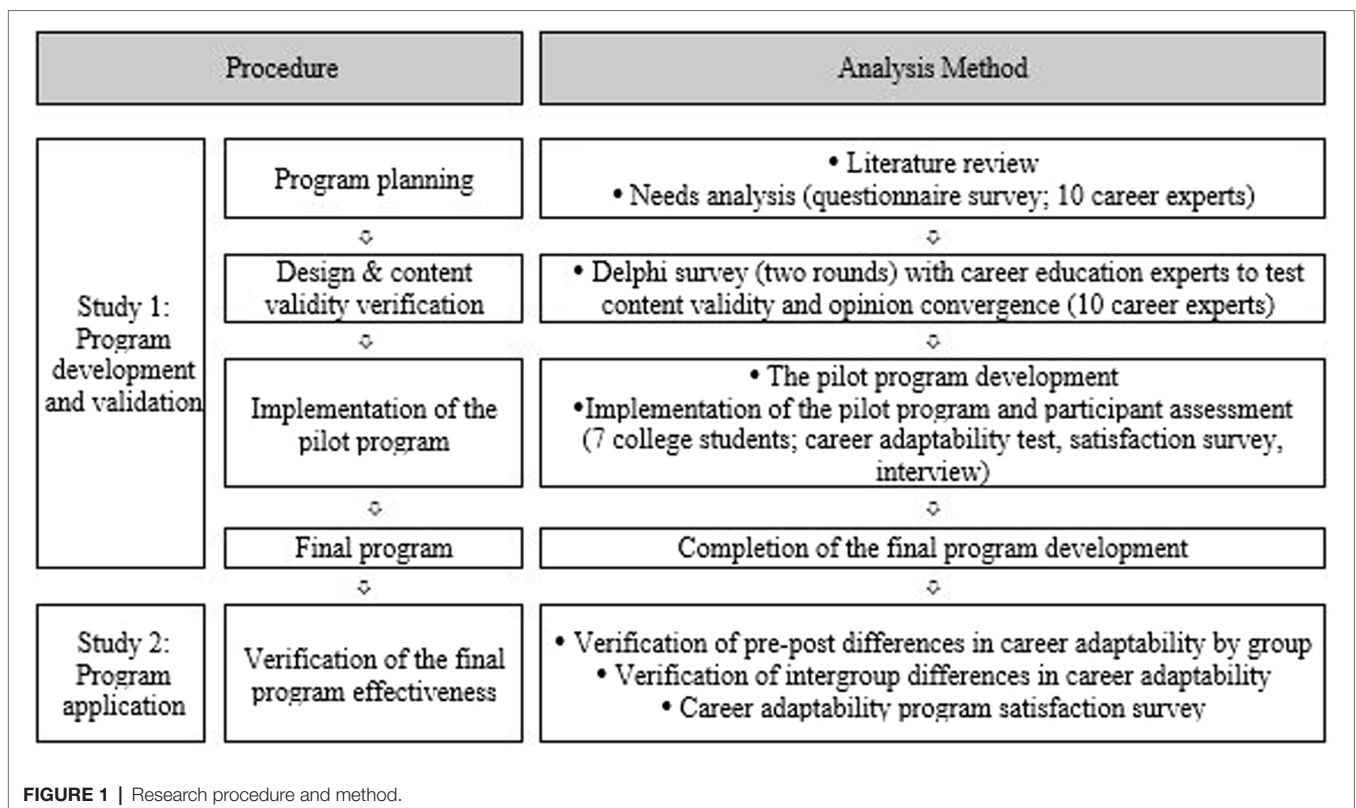 Procedure
Analysis Method
Study 1:
Program
development
and validation
Program planning
• Literature review
• Needs analysis (questionnaire survey; 10 career experts)
Design & content
validity verification
• Delphi survey (two rounds) with career education experts to test
content validity and opinion convergence (10 career experts)
Implementation of the
pilot program
• The pilot program development
•Implementation of the pilot program and participant assessment
(7 college students; career adaptability test, satisfaction survey,
interview)
Final program
Completion of the final program development
Study 2:
Program
application
Verification of the final
program effectiveness
• Verification of pre-post differences in career adaptability by group
• Verification of intergroup differences in career adaptability
• Career adaptability program satisfaction survey
FIGURE 1 | Research procedure and method.